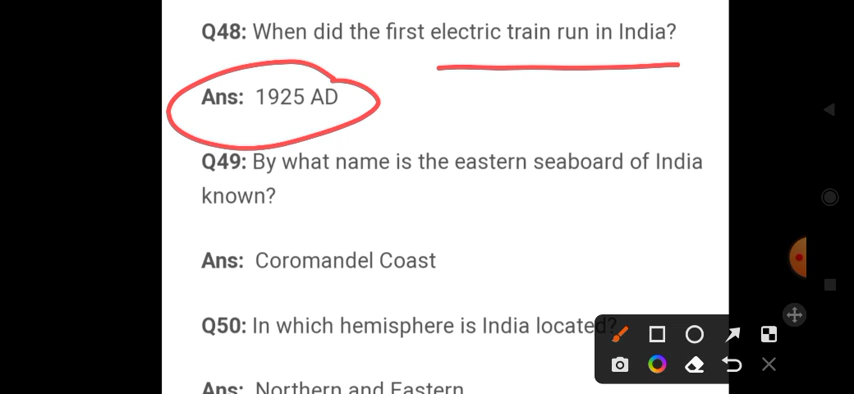 Q48: When did the first electric train run in India?
Ans: 1925 AD
Q49: By what name is the eastern seaboard of India
known?
Ans: Coromandel Coast
Q50: In which hemisphere is India located?
Ans: Northern and Eastern